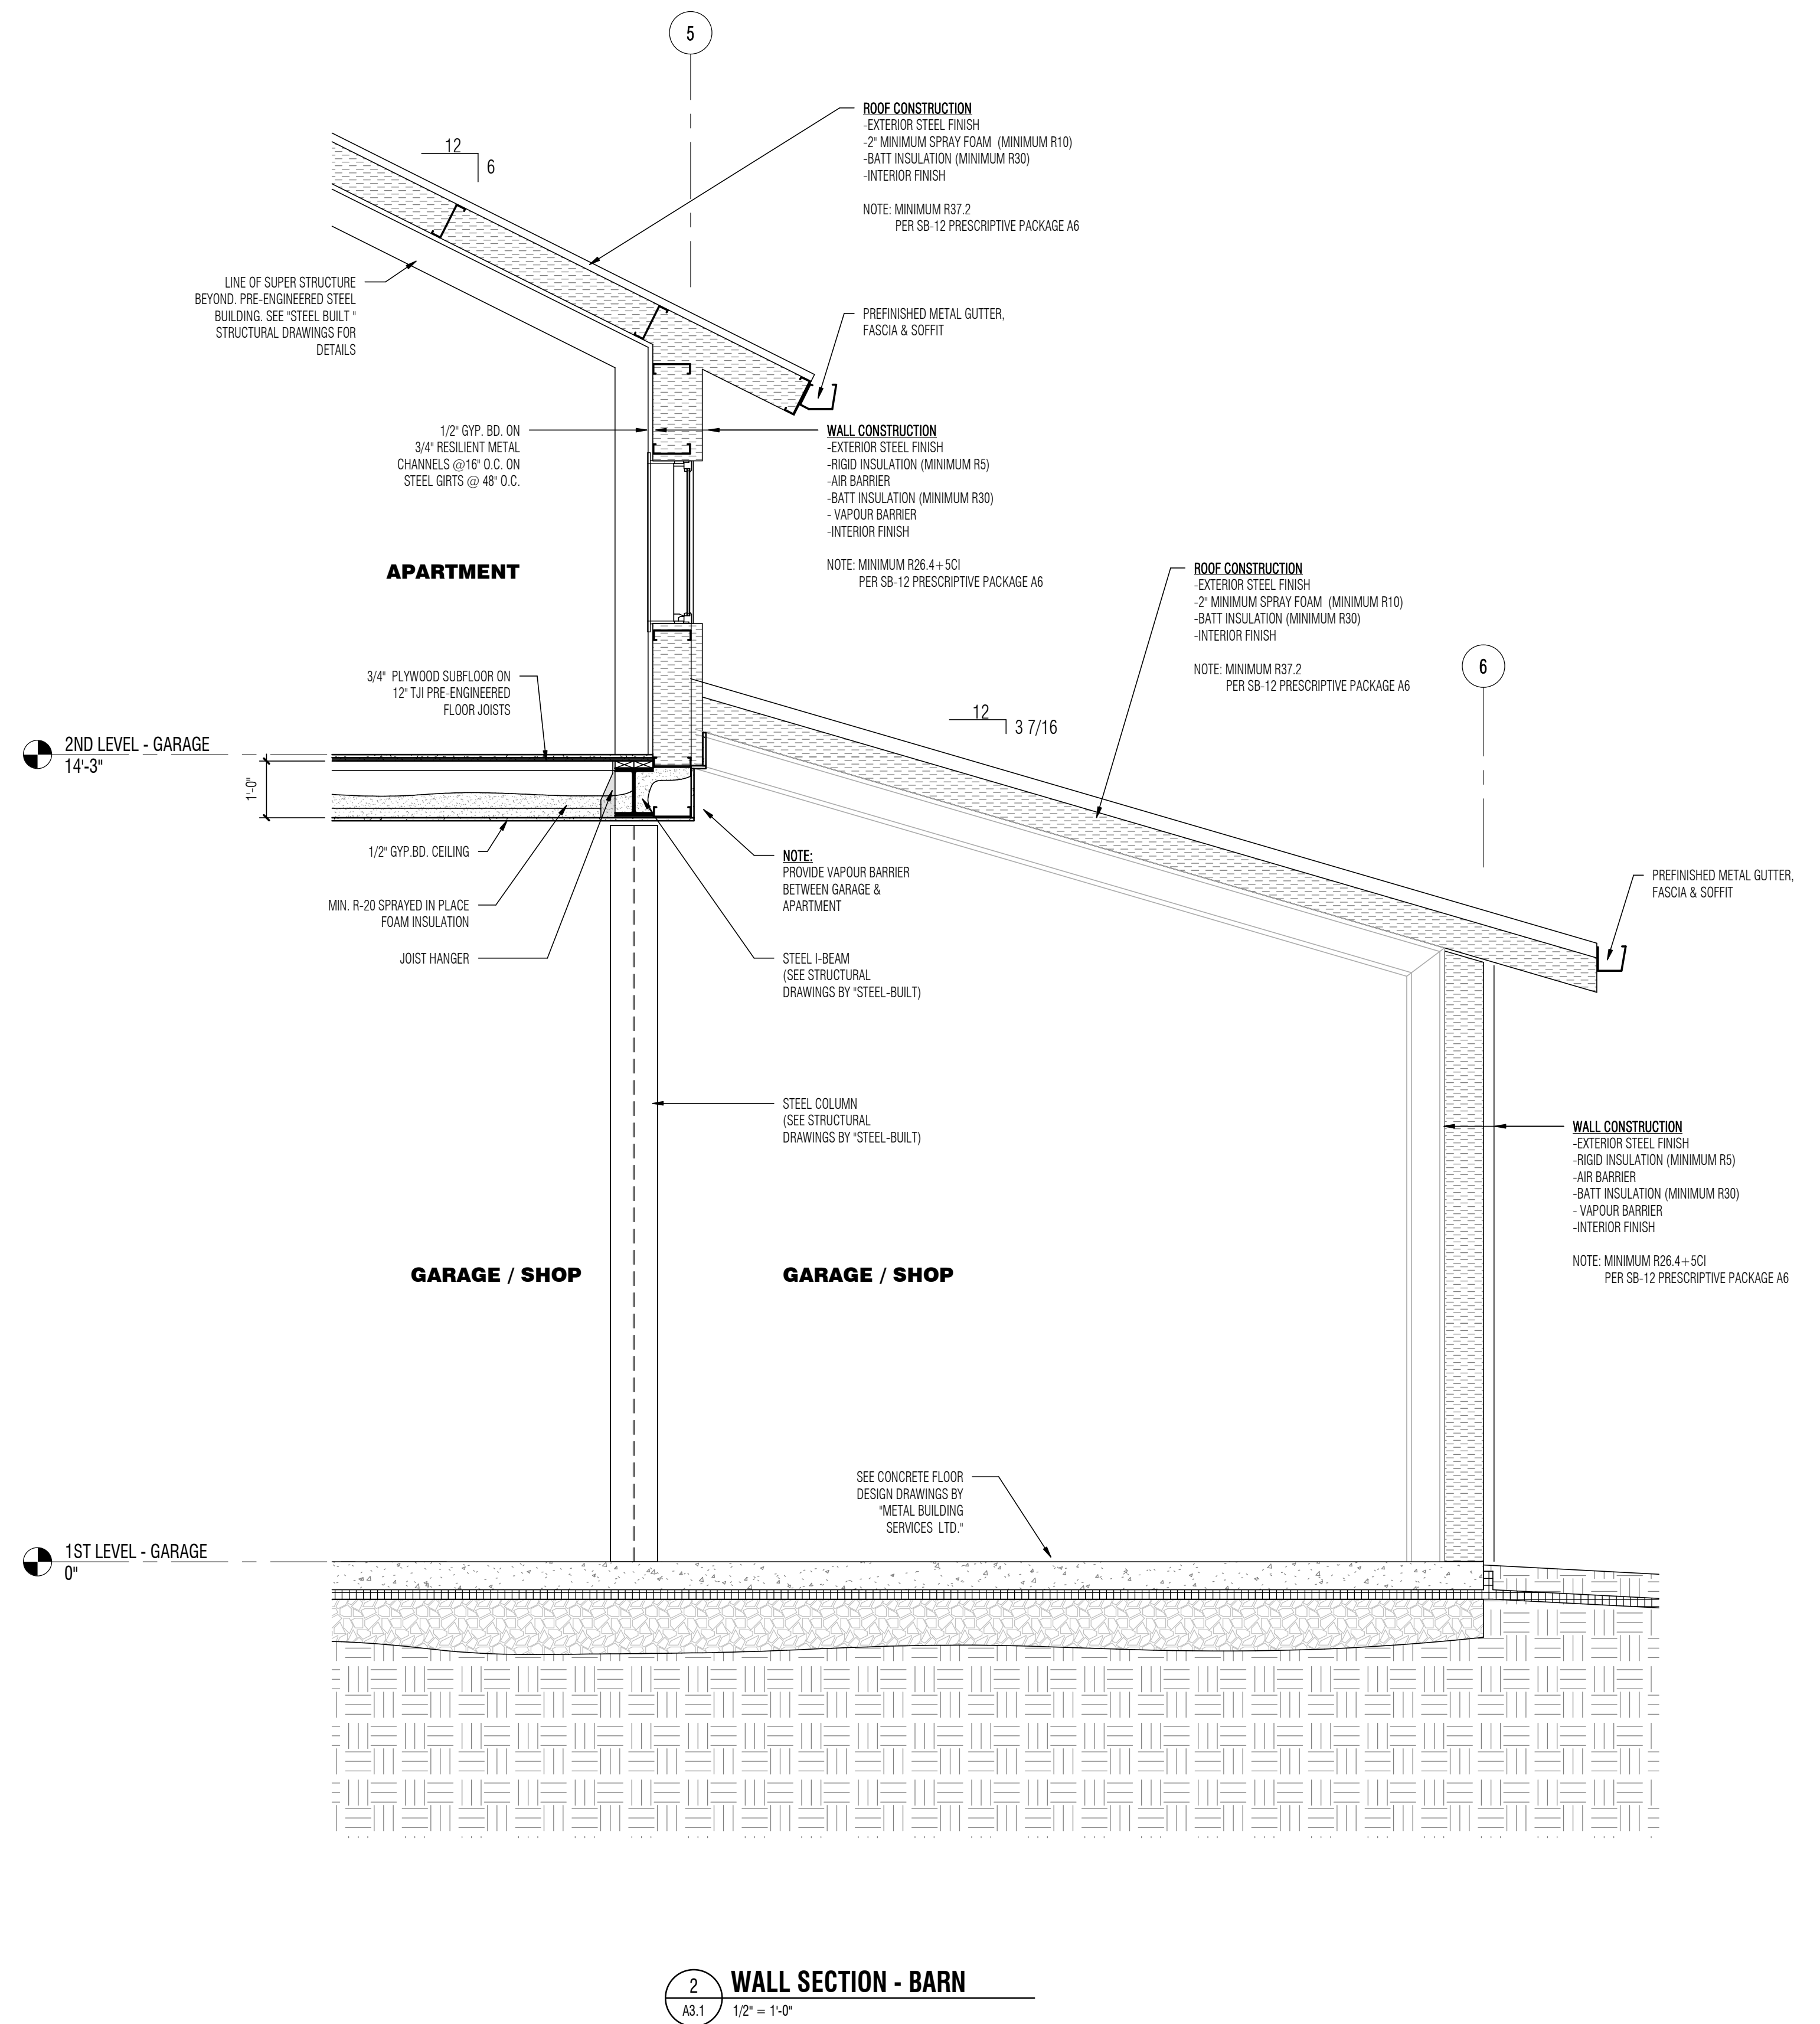 5
ROOF CONSTRUCTION
-EXTERIOR STEEL FINISH
-2" MINIMUM SPRAY FOAM (MINIMUM R10)
-BATT INSULATION (MINIMUM R30)
-INTERIOR FINISH
NOTE: MINIMUM R37.2
PER SB-12 PRESCRIPTIVE PACKAGE A6
12
6
LINE OF SUPER STRUCTURE
BEYOND. PRE-ENGINEERED STEEL
BUILDING. SEE "STEEL BUILT "
STRUCTURAL DRAWINGS FOR
DETAILS
PREFINISHED METAL GUTTER,
FASCIA & SOFFIT
1/2" GYP. BD. ON
3/4" RESILIENT METAL
CHANNELS @16" O.C. ON
STEEL GIRTS @ 48" O.C.
WALL CONSTRUCTION
-EXTERIOR STEEL FINISH
-RIGID INSULATION (MINIMUM R5)
-AIR BARRIER
-BATT INSULATION (MINIMUM R30)
- VAPOUR BARRIER
-INTERIOR FINISH
NOTE: MINIMUM R26.4+5CI
PER SB-12 PRESCRIPTIVE PACKAGE A6
APARTMENT
ROOF CONSTRUCTION
-EXTERIOR STEEL FINISH
-2" MINIMUM SPRAY FOAM (MINIMUM R10)
-BATT INSULATION (MINIMUM R30)
-INTERIOR FINISH
NOTE: MINIMUM R37.2
PER SB-12 PRESCRIPTIVE PACKAGE A6
6
3/4" PLYWOOD SUBFLOOR ON
12" TJI PRE-ENGINEERED
FLOOR JOISTS
12
3 7/16
2ND LEVEL - GARAGE
14'-3"
1'-0"
1/2" GYP.BD. CEILING
NOTE:
PROVIDE VAPOUR BARRIER
BETWEEN GARAGE &
APARTMENT
PREFINISHED METAL GUTTER,
FASCIA & SOFFIT
MIN. R-20 SPRAYED IN PLACE
FOAM INSULATION
JOIST HANGER
STEEL I-BEAM
(SEE STRUCTURAL
DRAWINGS BY "STEEL-BUILT)
STEEL COLUMN
(SEE STRUCTURAL
DRAWINGS BY "STEEL-BUILT)
WALL CONSTRUCTION
-EXTERIOR STEEL FINISH
-RIGID INSULATION (MINIMUM R5)
-AIR BARRIER
-BATT INSULATION (MINIMUM R30)
- VAPOUR BARRIER
-INTERIOR FINISH
NOTE: MINIMUM R26.4+5CI
PER SB-12 PRESCRIPTIVE PACKAGE A6
GARAGE / SHOP
GARAGE / SHOP
SEE CONCRETE FLOOR
DESIGN DRAWINGS BY
"METAL BUILDING
SERVICES LTD."
1ST LEVEL - GARAGE
0"
2
A3.1
WALL SECTION - BARN
1/2" = 1'-0"